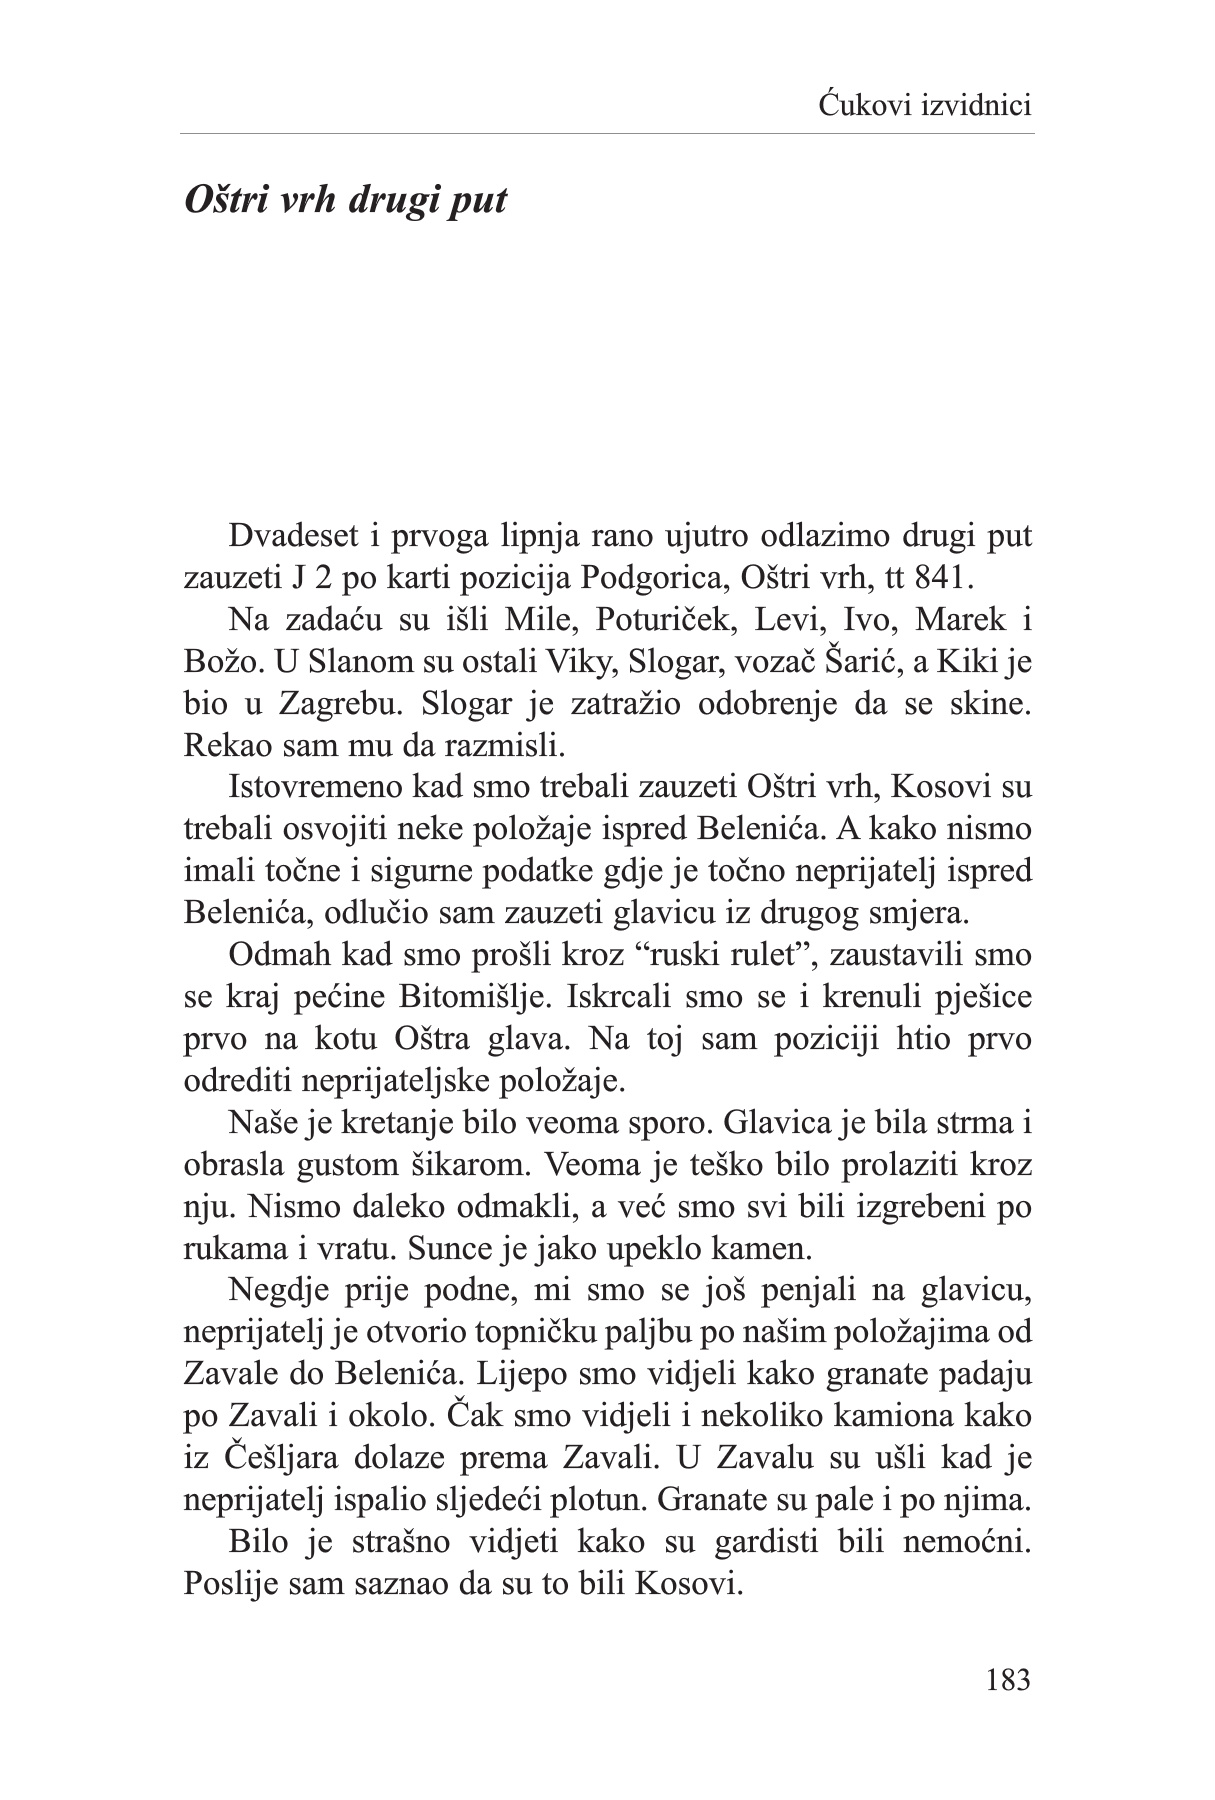 Ćukovi izvidnici
Oštri vrh drugi put
Dvadeset i prvoga lipnja rano ujutro odlazimo drugi put
zauzeti J 2 po karti pozicija Podgorica, Oštri vrh, tt 841.
Na zadaću su išli Mile, Poturiček, Levi, Ivo, Marek i
Božo. U Slanom su ostali Viky, Slogar, vozač Šarić, a Kiki je
bio u Zagrebu. Slogar je zatražio odobrenje da se skine.
Rekao sam mu da razmisli.
Istovremeno kad smo trebali zauzeti Oštri vrh, Kosovi su
trebali osvojiti neke položaje ispred Belenića. A kako nismo
imali točne i sigurne podatke gdje je točno neprijatelj ispred
Belenića, odlučio sam zauzeti glavicu iz drugog smjera.
Odmah kad smo prošli kroz “ruski rulet”, zaustavili smo
se kraj pećine Bitomišlje. Iskrcali smo se i krenuli pješice
prvo na kotu Oštra glava. Na toj sam poziciji htio prvo
odrediti neprijateljske položaje.
Naše je kretanje bilo veoma sporo. Glavica je bila strma i
obrasla gustom šikarom. Veoma je teško bilo prolaziti kroz
nju. Nismo daleko odmakli, a već smo svi bili izgrebeni po
rukama i vratu. Sunce je jako upeklo kamen.
Negdje prije podne, mi smo se još penjali na glavicu,
neprijatelj je otvorio topničku paljbu po našim položajima od
Zavale do Belenića. Lijepo smo vidjeli kako granate padaju
po Zavali i okolo. Čak smo vidjeli i nekoliko kamiona kako
iz Češljara dolaze prema Zavali. U Zavalu su ušli kad je
neprijatelj ispalio sljedeći plotun. Granate su pale i po njima.
Bilo je strašno vidjeti kako su gardisti bili nemoćni.
Poslije sam saznao da su to bili Kosovi.
183